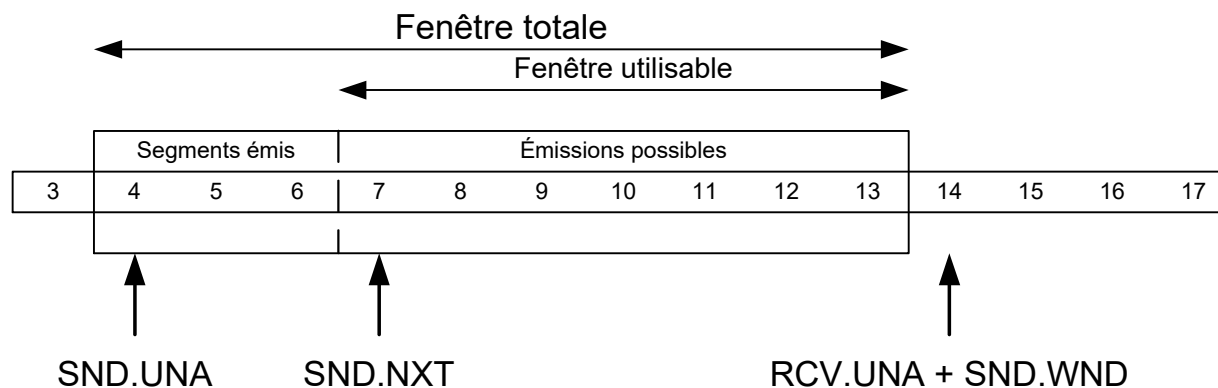 Fenêtre totale
Fenêtre utilisable
Segments émis Émissions possibles
3 4 5 6 7 8 9 10 11 12 13 14 15 16 17
SND.UNA SND.NXT RCV.UNA + SND.WND